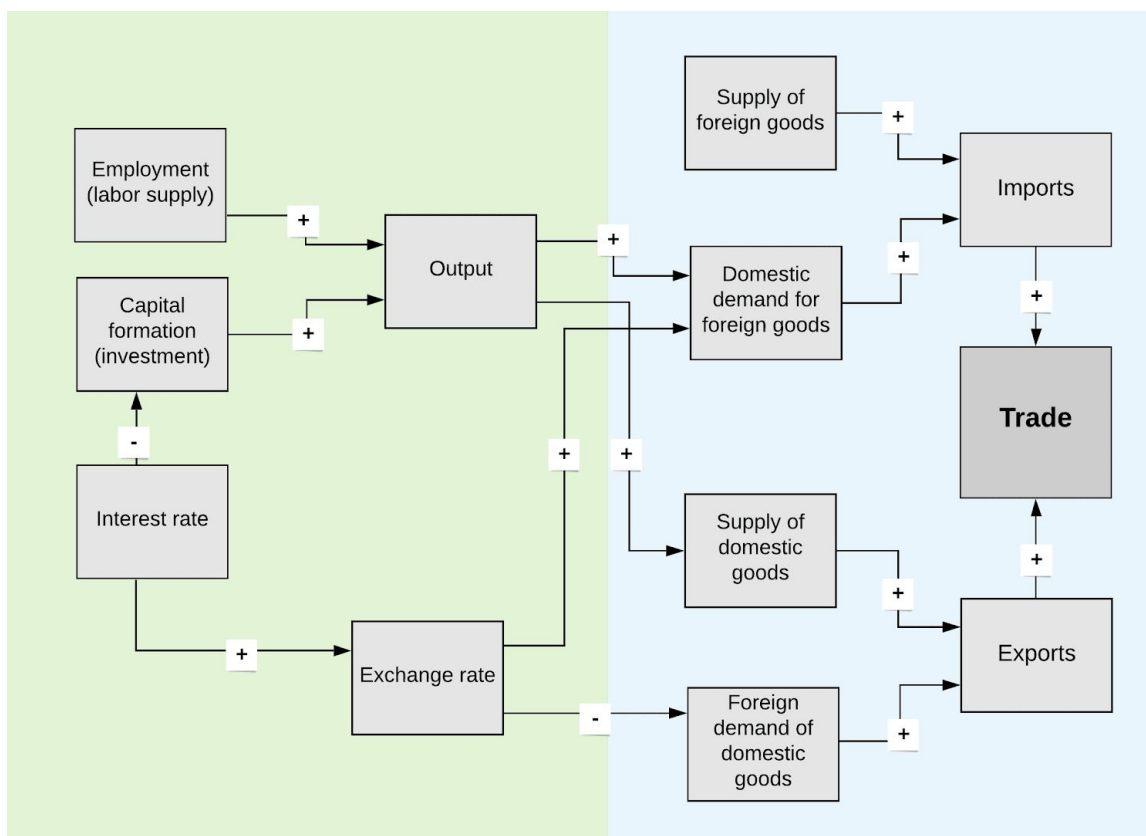 Supply of
foreign goods
+
Employment
(labor supply)
Imports
+
Output
+
+
Domestic
demand for
foreign goods
+
Capital
formation
(investment)
+
+
Trade
-
+
+
Interest rate
Supply of
domestic
goods
+
+
+
Exchange rate
Exports
-
Foreign
demand of
domestic
goods
+